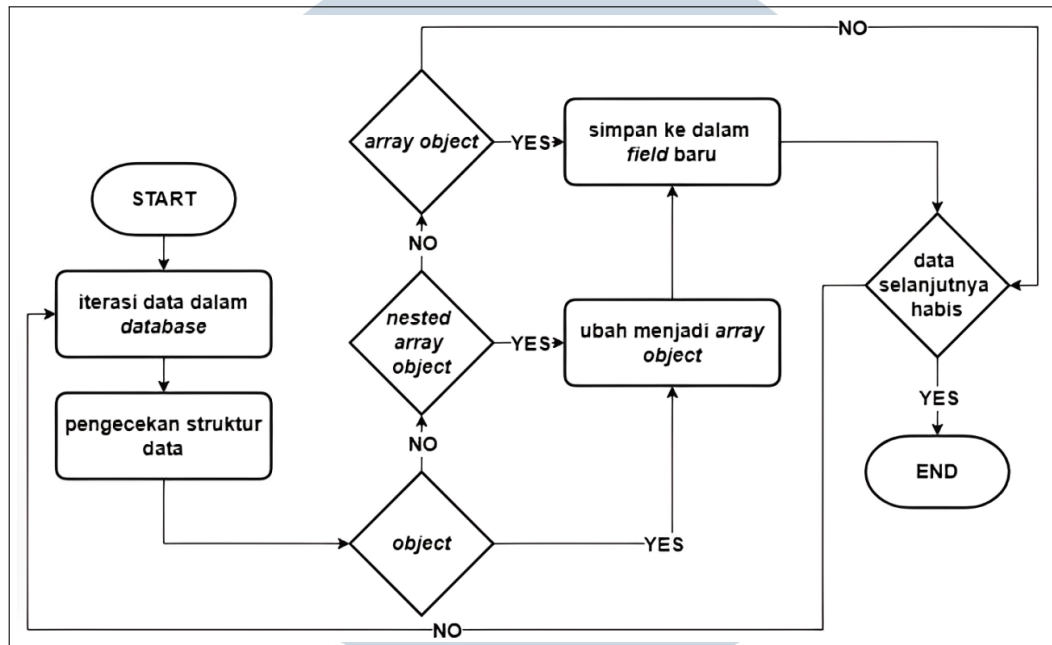 START
iterasi data dalam
database
pengecekan struktur
data
object
YES
NO
nested
array
object
YES
ubah menjadi array
object
NO
array object
YES
simpan ke dalam
field baru
NO
data
selanjutnya
habis
YES
END
NO